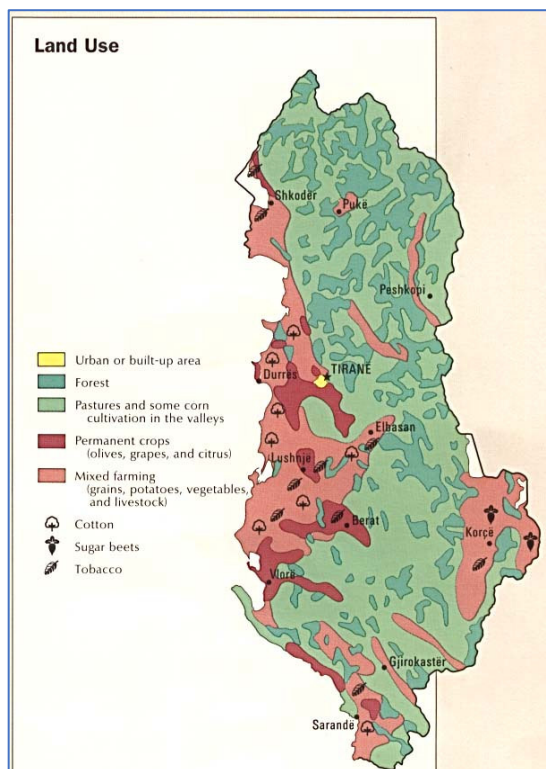 Land Use
Shkodër
Pukë
Peshkopi
Urban or built-up area
TIRANË
Forest
Durrës
Pastures and some corn
cultivation in the valleys
Permanent crops
(olives, grapes, and citrus)
Elbasan
Lushnjë
Mixed farming
(grains, potatoes, vegetables,
and livestock)
Cotton
Berat
Korçë
Sugar beets
Tobacco
Vlorë
Gjirokastër
Sarandë